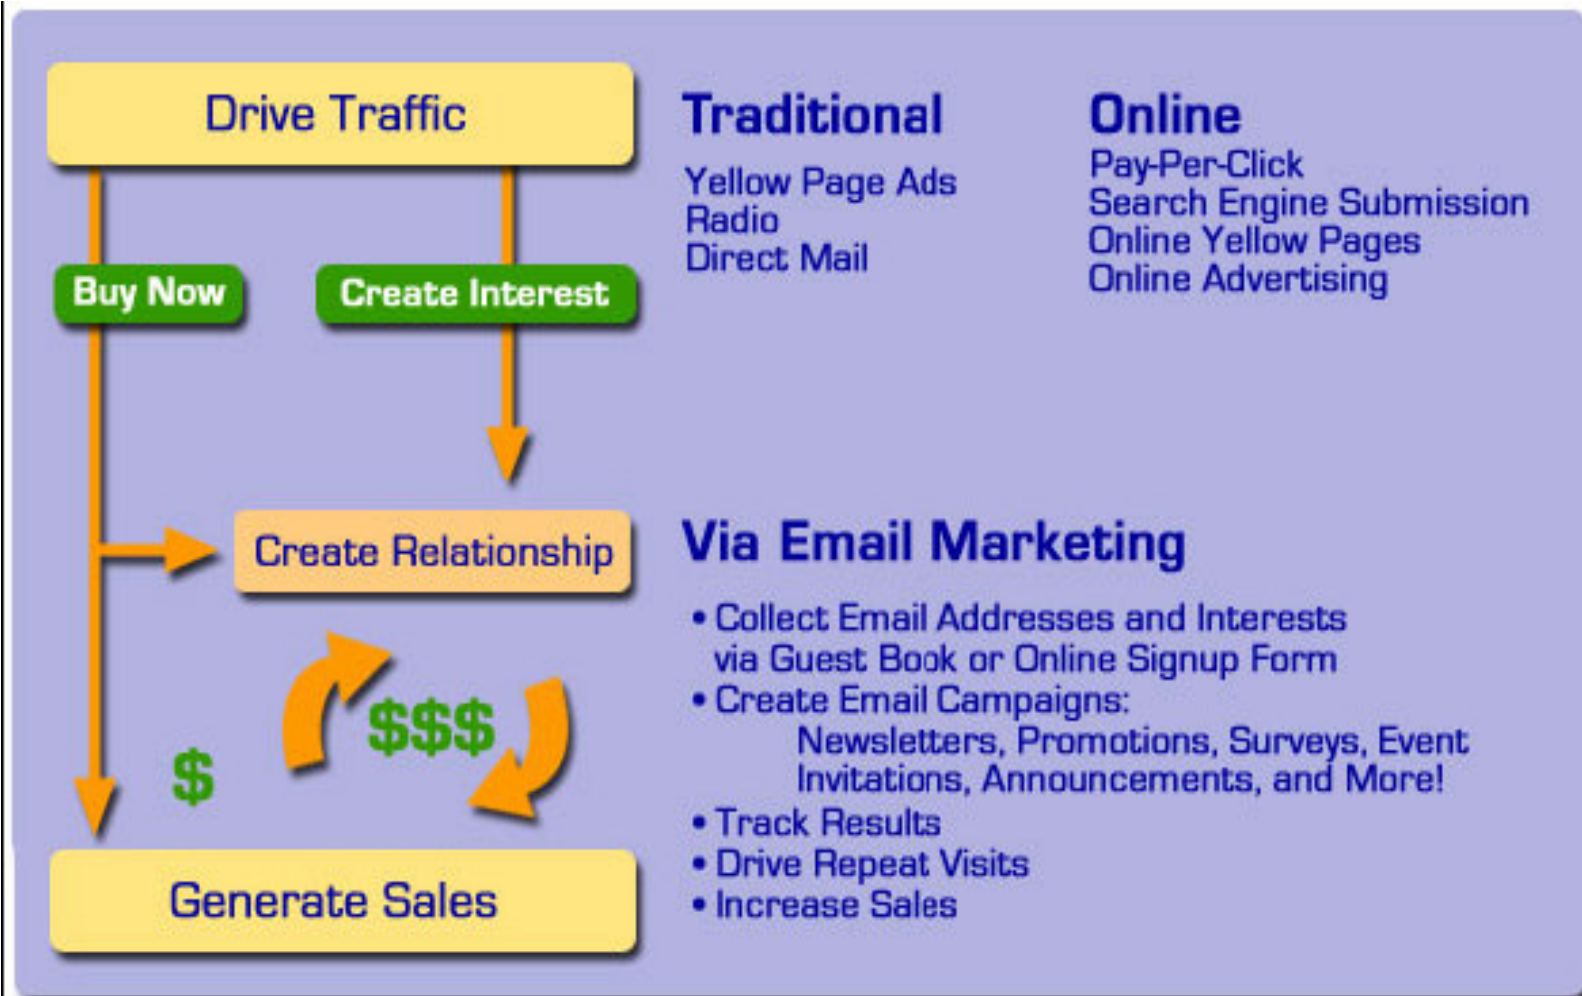 Drive Traffic
Traditional
Yellow Page Ads
Radio
Direct Mail
Online
Pay-Per-Click
Search Engine Submission
Online Yellow Pages
Online Advertising
Buy Now
Create Interest
Create Relationship
Via Email Marketing
• Collect Email Addresses and Interests
via Guest Book or Online Signup Form
• Create Email Campaigns:
Newsletters, Promotions, Surveys, Event
Invitations, Announcements, and More!
• Track Results
• Drive Repeat Visits
• Increase Sales
$$$
$
Generate Sales